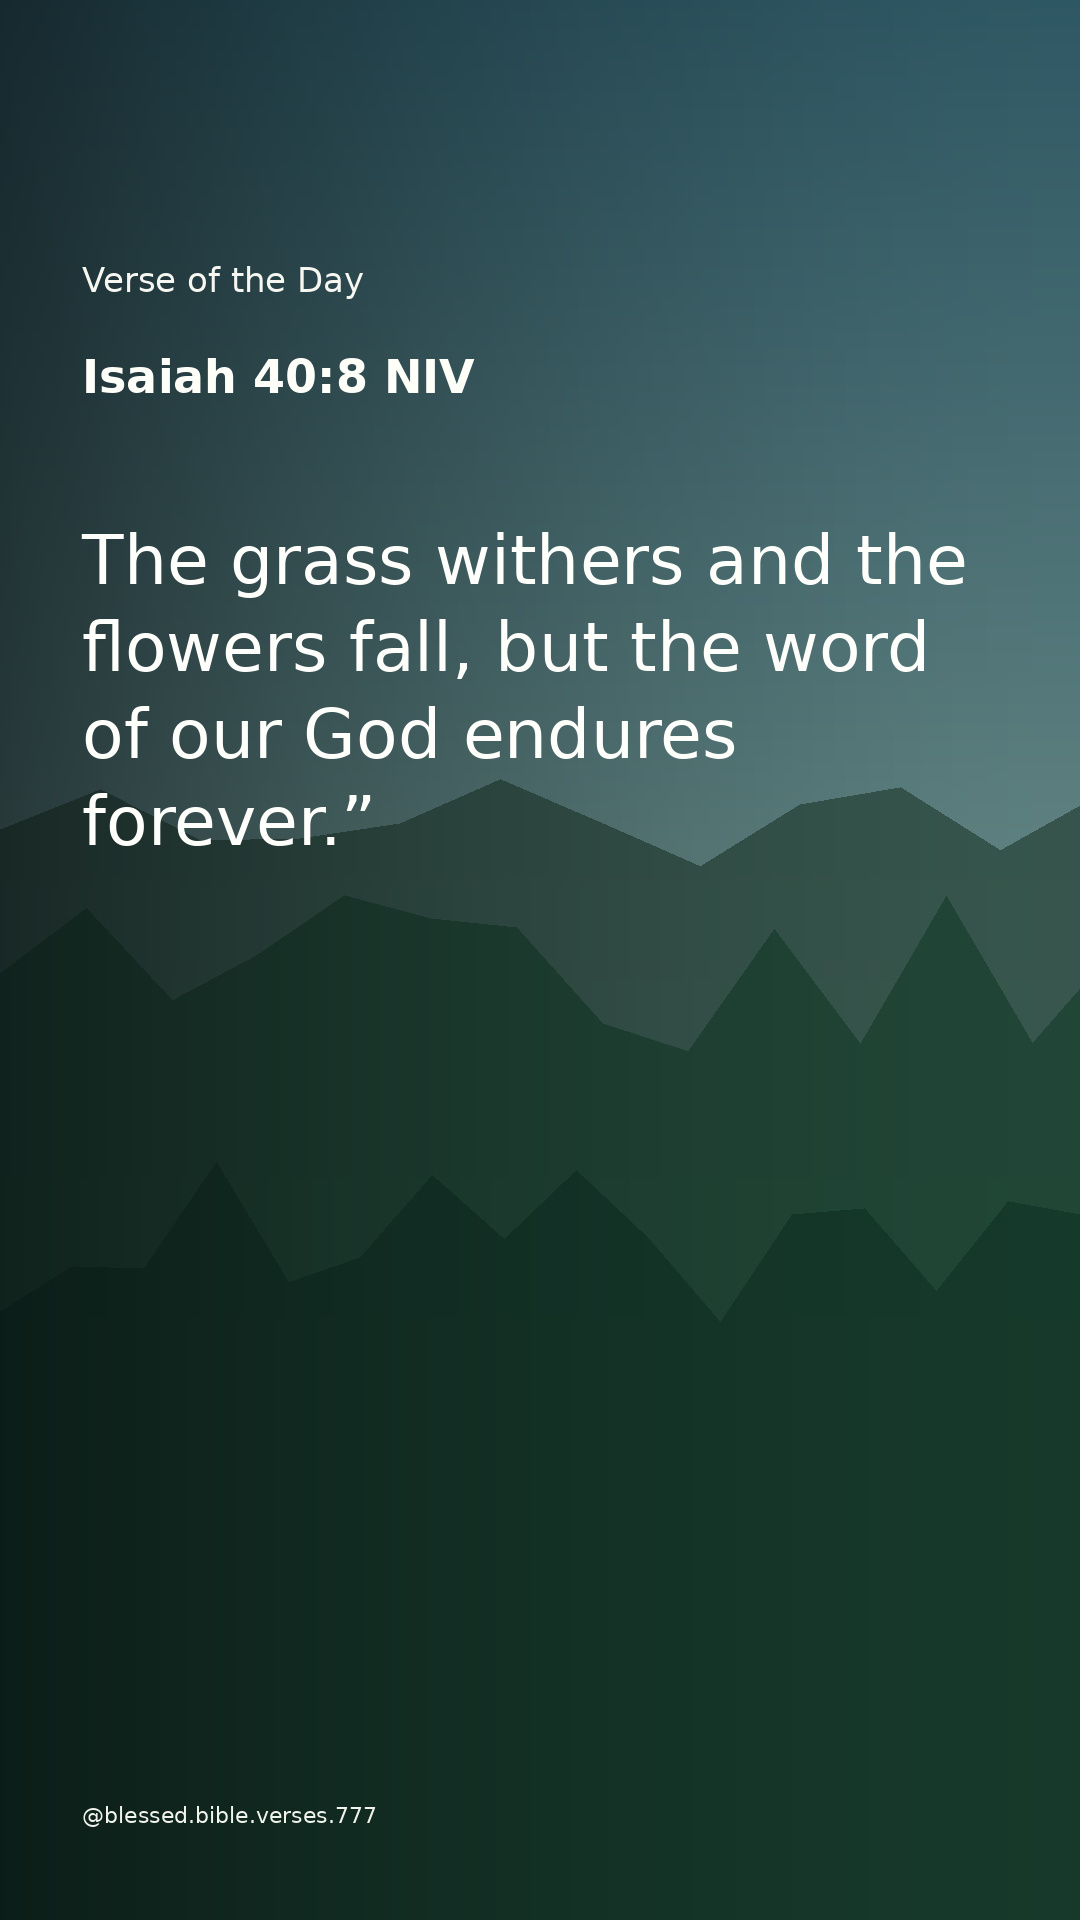 Verse of the Day
Isaiah 40:8 NIV
The grass withers and the
flowers fall, but the word
of our God endures
forever.”
@blessed.bible.verses.777